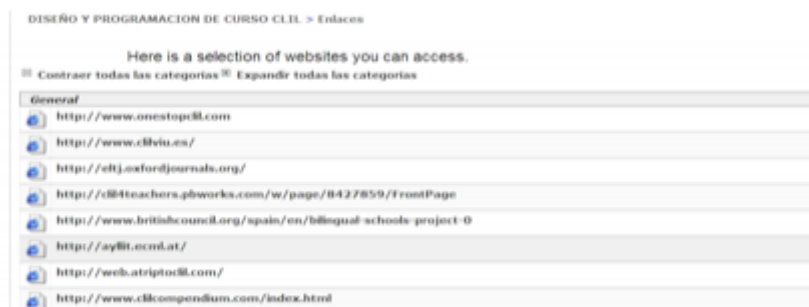 DISEÑO Y PROGRAMACION DE CURSO CLIL > Enlaces
Here is a selection of websites you can access.
Contraer todas las categorías Expandir todas las categorías
General
http://www.onestopclil.com
http://www.clilviu.es/
http://eltj.oxfordjournals.org/
http://clil4teachers.pbworks.com/w/page/8427859/FrontPage
http://www.britishcouncil.org/spain/en/bilingual-schools-project-0
http://ayllit.ecml.at/
http://web.atriptoclil.com/
http://www.clilcompendium.com/index.html